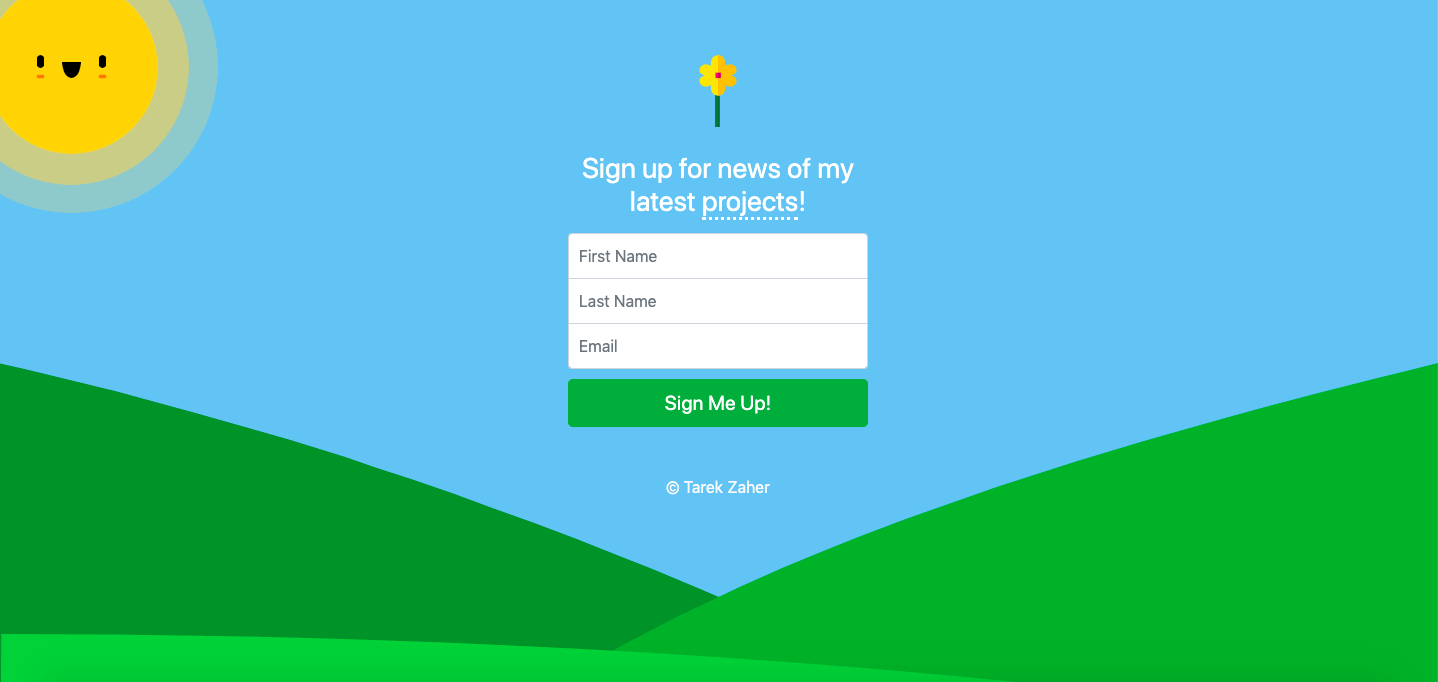 Sign up for news of my
latest projects!
First Name
Last Name
Email
Sign Me Up!
© Tarek Zaher